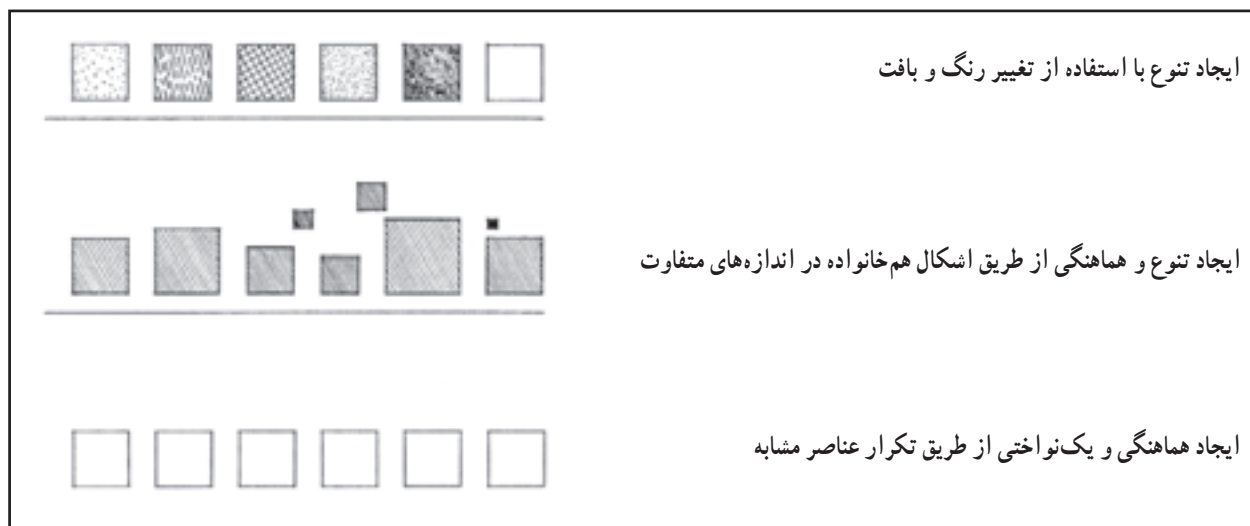 ایجاد تنوع با استفاده از تغییر رنگ و بافت
ایجاد تنوع و هماهنگی از طریق اشکال هم‌خانواده در اندازه‌های متفاوت
ایجاد هماهنگی و یک‌نواختی از طریق تکرار عناصر مشابه